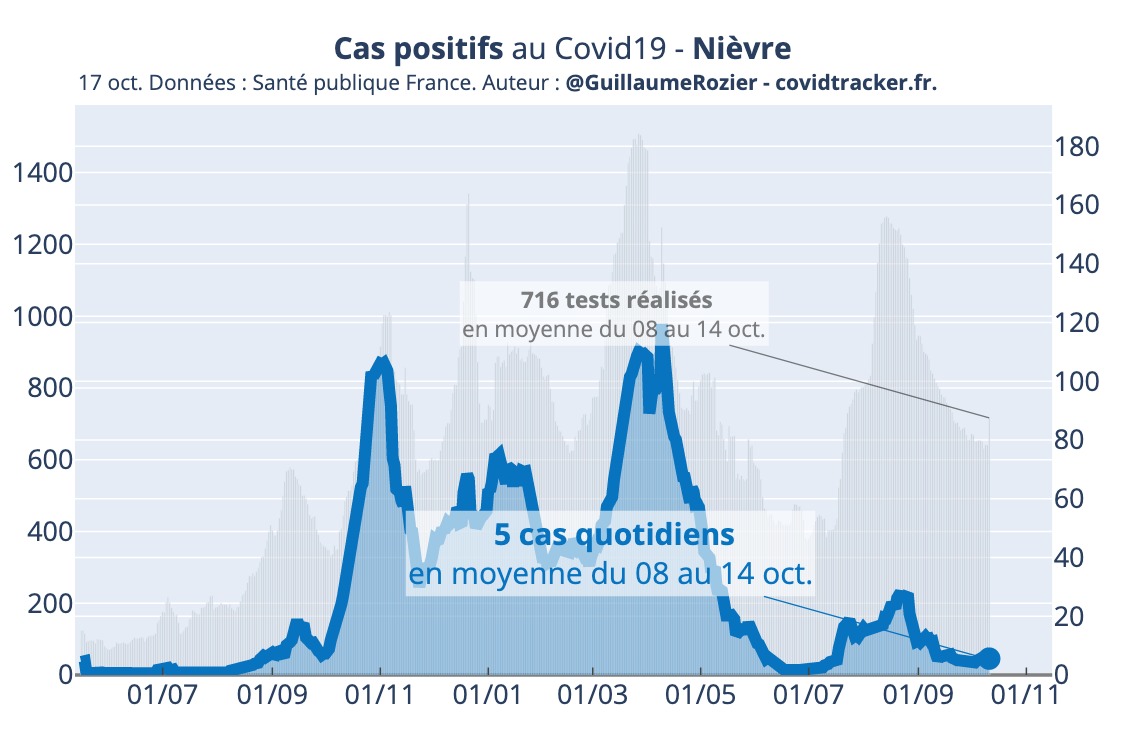 Cas positifs au Covid19 - Nièvre
17 oct. Données : Santé publique France. Auteur : @GuillaumeRozier - covidtracker.fr.
1400
1200
1000
800
600
400
200
0
180
160
140
120
100
80
60
40
20
0
716 tests réalisés
en moyenne du 08 au 14 oct.
5 cas quotidiens
en moyenne du 08 au 14 oct.
01/07 01/09 01/11 01/01 01/03 01/05 01/07 01/09 01/11